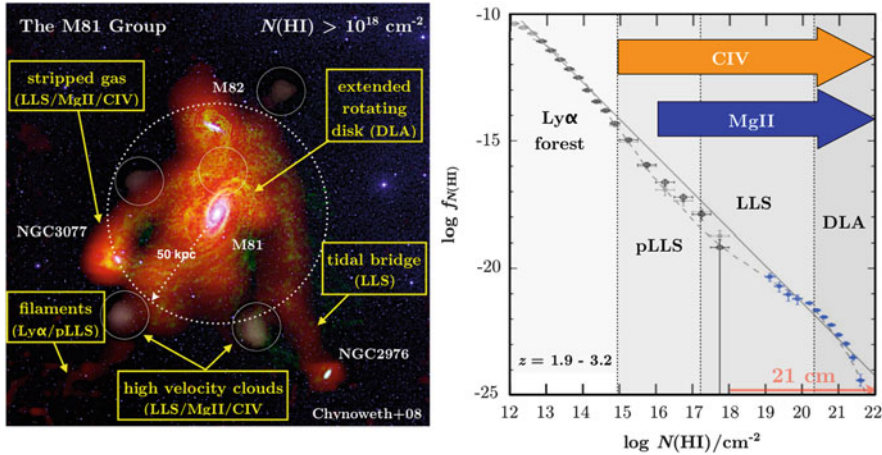 The M81 Group
N(HI) > 10¹⁸ cm⁻²
stripped gas
(LLS/MgII/CIV)
M82
extended
rotating
disk (DLA)
NGC3077
50 kpc
M81
tidal bridge
(LLS)
filaments
(Lyα/pLLS)
NGC2976
high velocity clouds
(LLS/MgII/CIV
Chynoweth+08
-10
-15
-20
-25
log f_N(HI)
CIV
MgII
Lyα
forest
LLS
pLLS
DLA
z = 1.9 - 3.2
21 cm
12 13 14 15 16 17 18 19 20 21 22
log N(HI)/cm⁻²